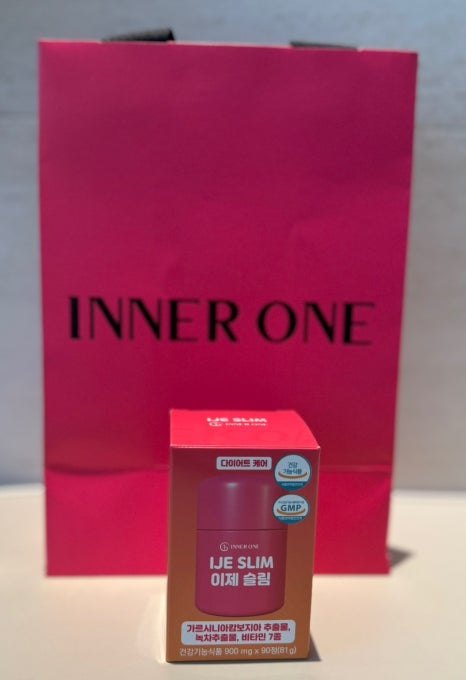 INNER ONE
IJE SLIM
INNER ONE
다이어트 케어
건강
기능식품
GMP
INNER ONE
IJE SLIM
이제 슬림
가르시니아캄보지아 추출물,
녹차추출물, 비타민 7종
건강기능식품 900 mg x 90정(81g)